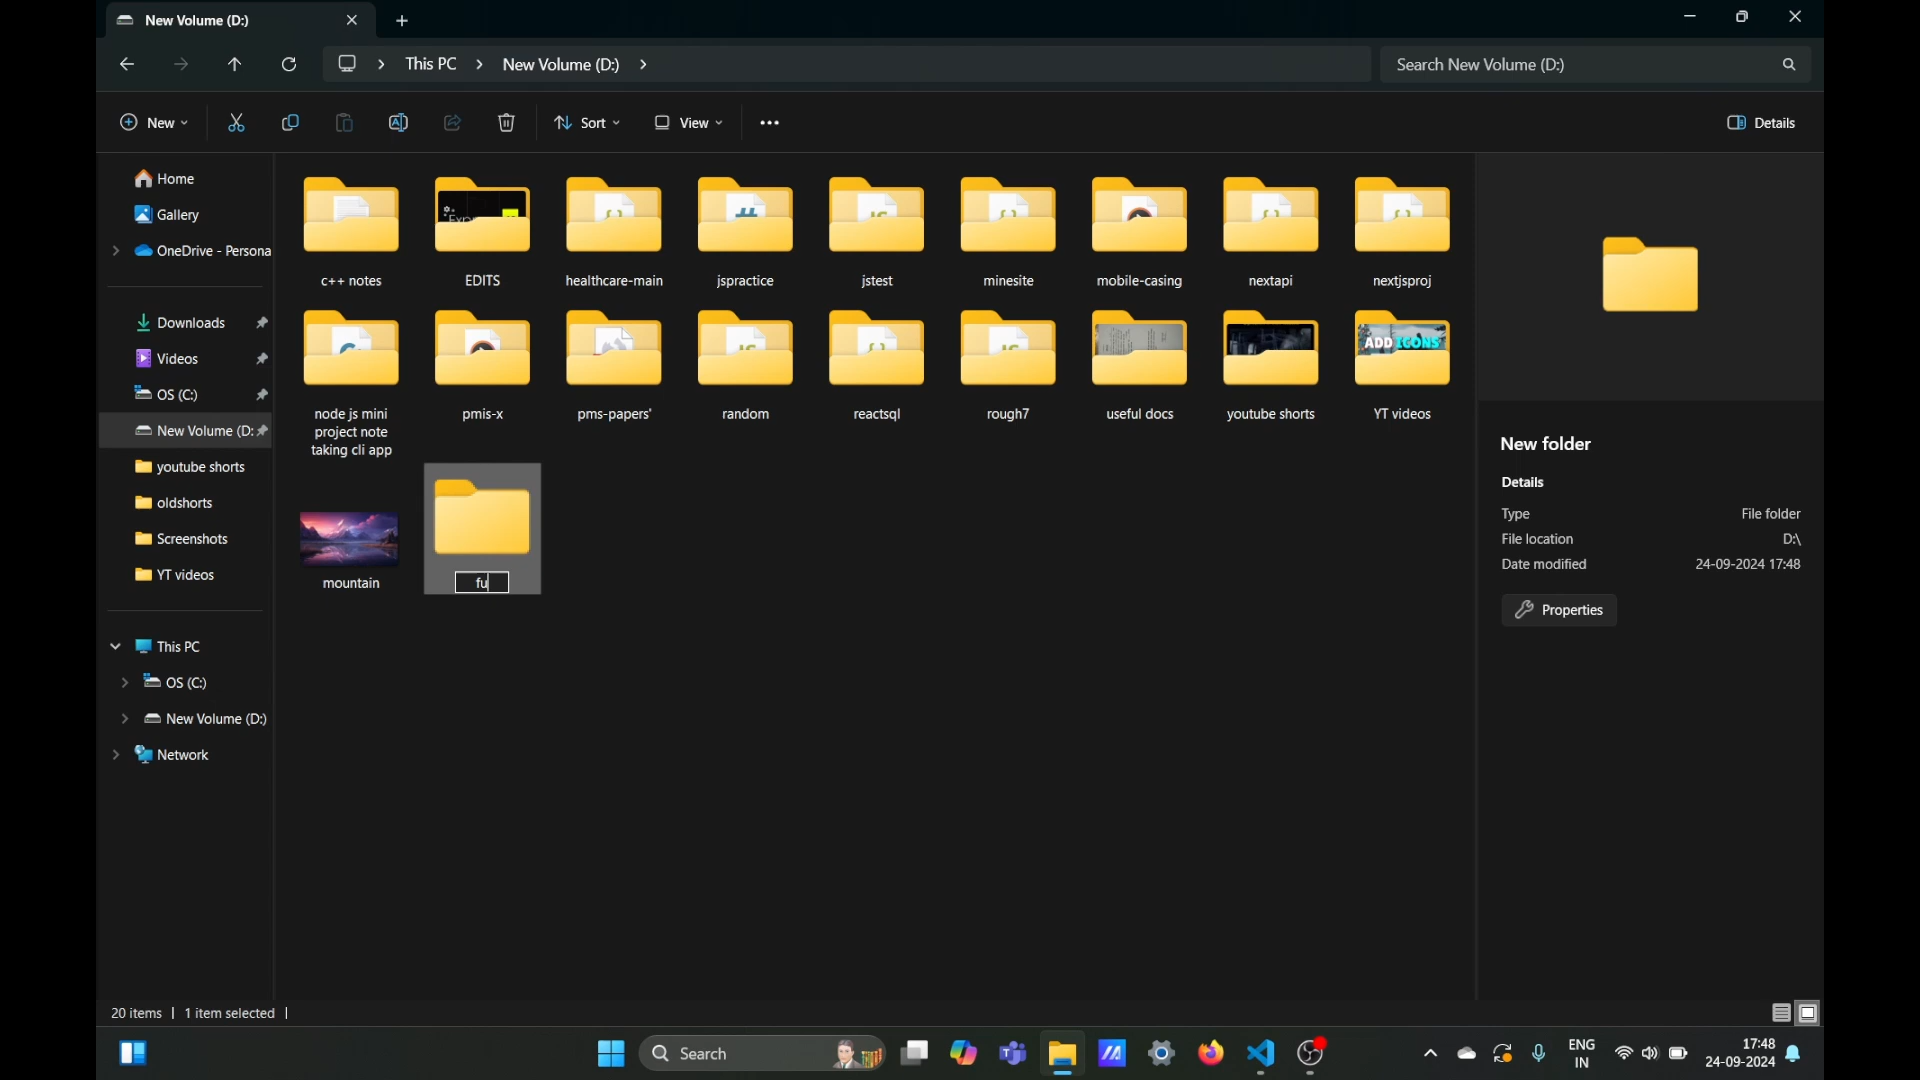 New Volume (D:)
This PC
New Volume (D:)
Search New Volume (D:)
New
Sort
View
Details
Home
Gallery
OneDrive - Persona
Downloads
Videos
OS (C:)
New Volume (D:
youtube shorts
oldshorts
Screenshots
YT videos
This PC
OS (C:)
New Volume (D:)
Network
c++ notes
EDITS
healthcare-main
jspractice
jstest
minesite
mobile-casing
nextapi
nextjsproj
ADD ICONS
node js mini
project note
taking cli app
pmis-x
pms-papers'
random
reactsql
rough7
useful docs
youtube shorts
YT videos
mountain
fu
New folder
Details
Type File folder
File location D:\
Date modified 24-09-2024 17:48
Properties
20 items
1 item selected
Search
ENG
IN
17:48
24-09-2024